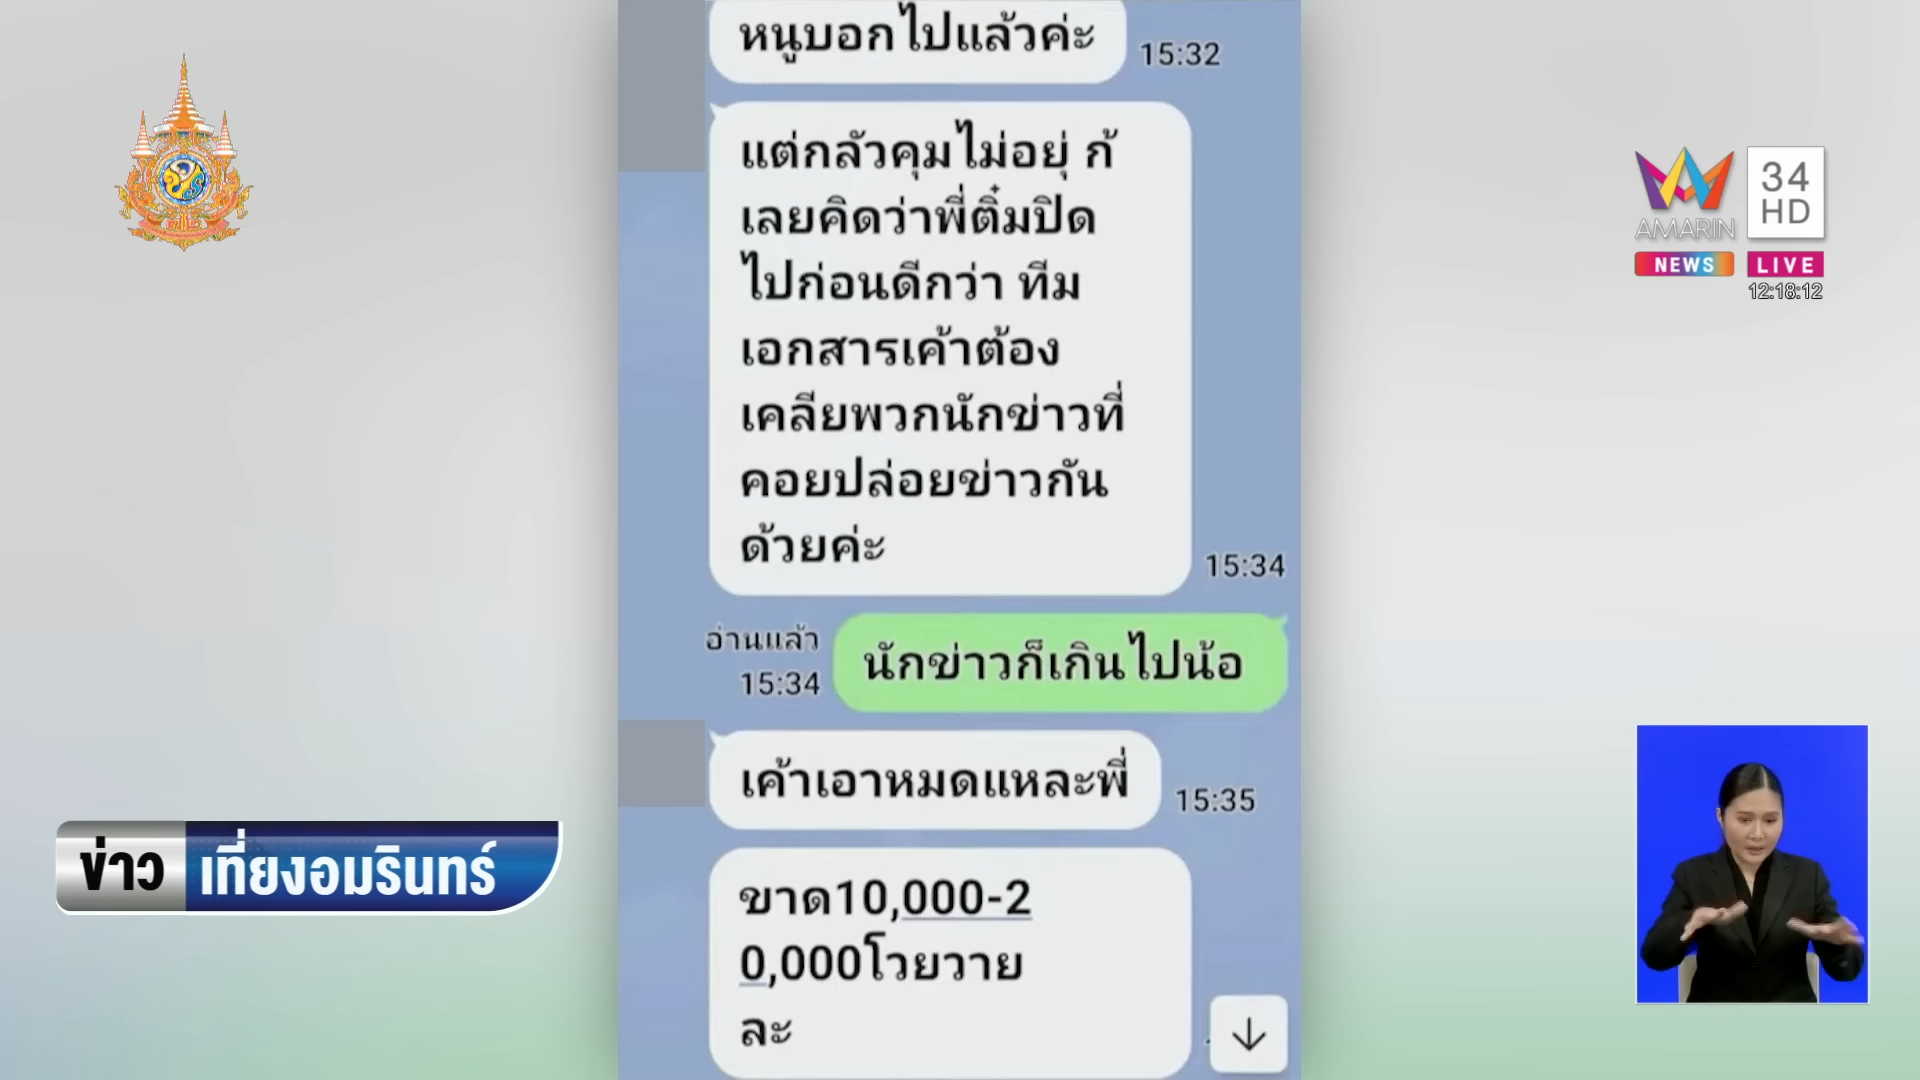 หนูบอกไปแล้วค่ะ
15:32
แต่กลัวคุมไม่อยุ่ ก้
เลยคิดว่าพี่ติ๋มปิด
ไปก่อนดีกว่า ทีม
เอกสารเค้าต้อง
เคลียพวกนักข่าวที่
คอยปล่อยข่าวกัน
ด้วยค่ะ
15:34
อ่านแล้ว
15:34
นักข่าวก็เกินไปน้อ
เค้าเอาหมดแหละพี่
15:35
ขาด10,000-2
0,000โวยวาย
ละ
AMARIN
34
HD
NEWS
LIVE
12:18:12
ข่าว เที่ยงอมรินทร์